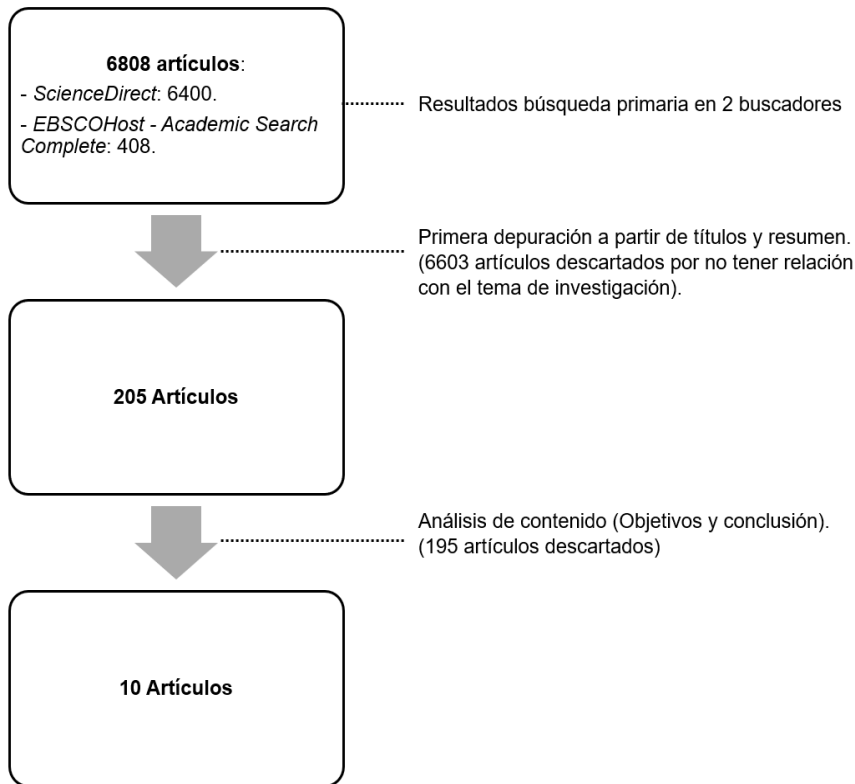 6808 artículos:
- ScienceDirect: 6400.
- EBSCOHost - Academic Search
Complete: 408.
Resultados búsqueda primaria en 2 buscadores
Primera depuración a partir de títulos y resumen.
(6603 artículos descartados por no tener relación
con el tema de investigación).
205 Artículos
Análisis de contenido (Objetivos y conclusión).
(195 artículos descartados)
10 Artículos